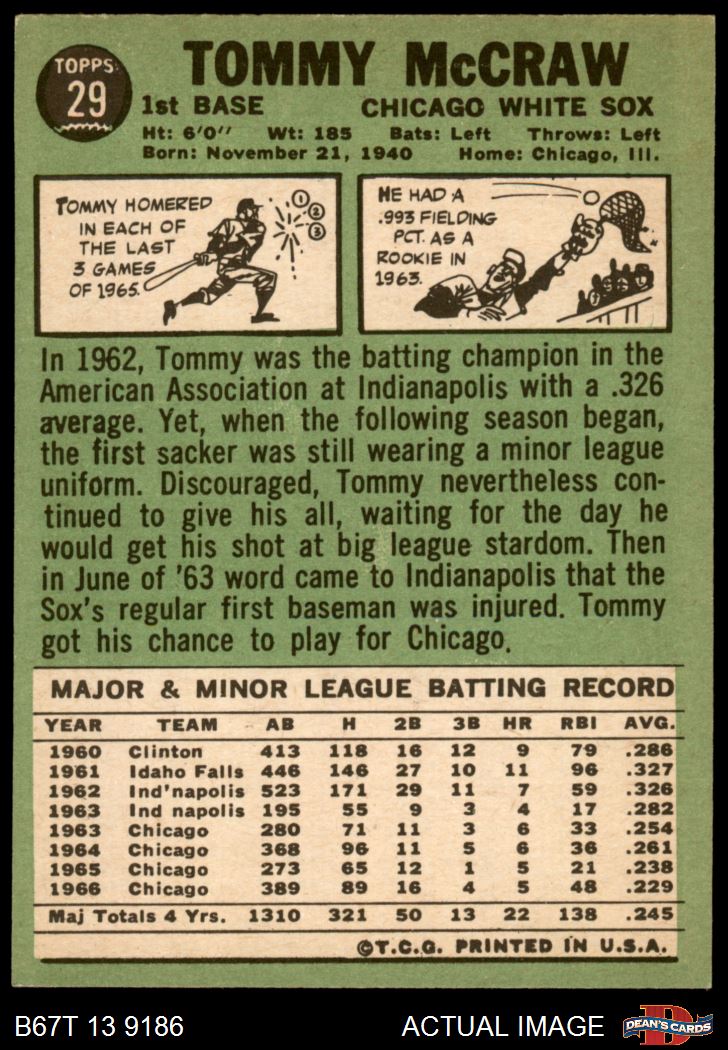 TOPPS
29
TOMMY McCRAW
1st BASE CHICAGO WHITE SOX
Ht: 6'0" Wt: 185 Bats: Left Throws: Left
Born: November 21, 1940 Home: Chicago, Ill.
TOMMY HOMERED
IN EACH OF
THE LAST
3 GAMES
OF 1965.
1
2
3
HE HAD A
.993 FIELDING
PCT. AS A
ROOKIE IN
1963.
In 1962, Tommy was the batting champion in the
American Association at Indianapolis with a .326
average. Yet, when the following season began,
the first sacker was still wearing a minor league
uniform. Discouraged, Tommy nevertheless con-
tinued to give his all, waiting for the day he
would get his shot at big league stardom. Then
in June of '63 word came to Indianapolis that the
Sox's regular first baseman was injured. Tommy
got his chance to play for Chicago.
MAJOR & MINOR LEAGUE BATTING RECORD
YEAR TEAM AB H 2B 3B HR RBI AVG.
1960 Clinton 413 118 16 12 9 79 .286
1961 Idaho Falls 446 146 27 10 11 96 .327
1962 Ind'napolis 523 171 29 11 7 59 .326
1963 Ind napolis 195 55 9 3 4 17 .282
1963 Chicago 280 71 11 3 6 33 .254
1964 Chicago 368 96 11 5 6 36 .261
1965 Chicago 273 65 12 1 5 21 .238
1966 Chicago 389 89 16 4 5 48 .229
Maj Totals 4 Yrs. 1310 321 50 13 22 138 .245
©T.C.G. PRINTED IN U.S.A.
B67T 13 9186 ACTUAL IMAGE
D
DEAN'S CARDS